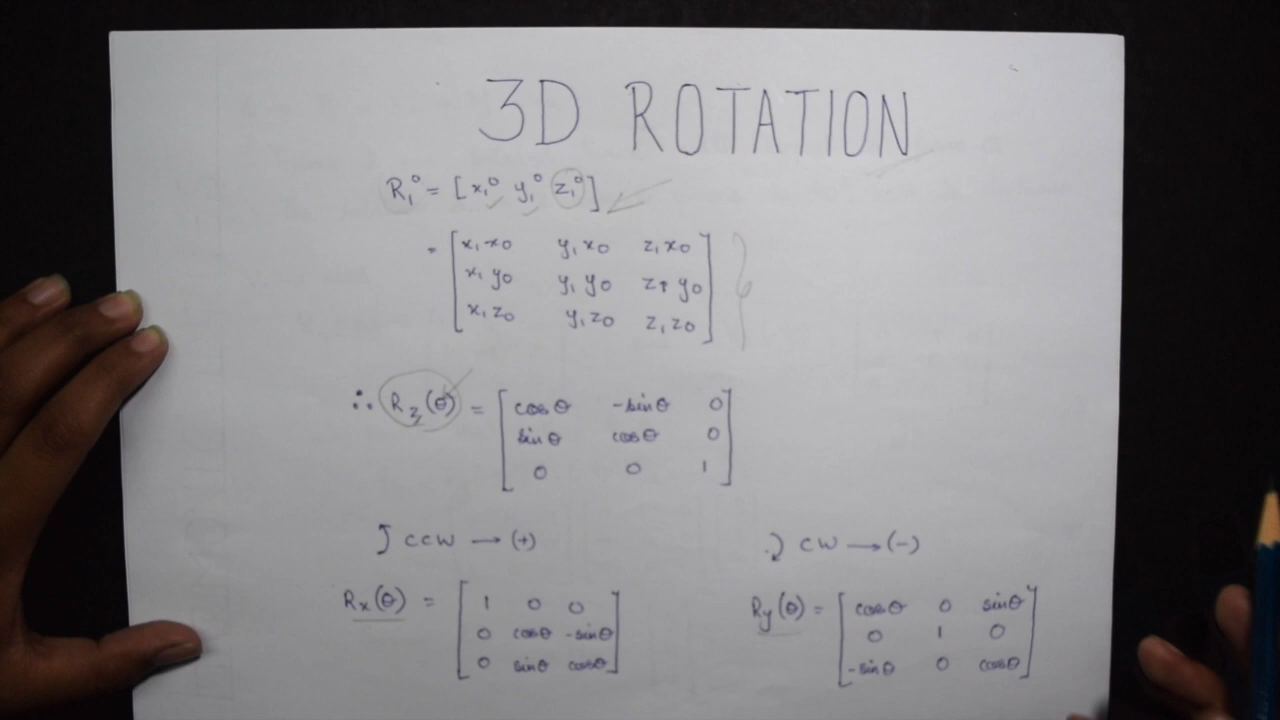 3D ROTATION
R₁⁰ = [x₁⁰ y₁⁰ z₁⁰]
= [x₁x₀ y₁x₀ z₁x₀
x₁y₀ y₁y₀ z₁y₀
x₁z₀ y₁z₀ z₁z₀]
∴ R_z(θ) = [cosθ -sinθ 0
sinθ cosθ 0
0 0 1]
CCW → (+)
CW → (-)
Rx(θ) = [1 0 0
0 cosθ -sinθ
0 sinθ cosθ]
Ry(θ) = [cosθ 0 sinθ
0 1 0
-sinθ 0 cosθ]